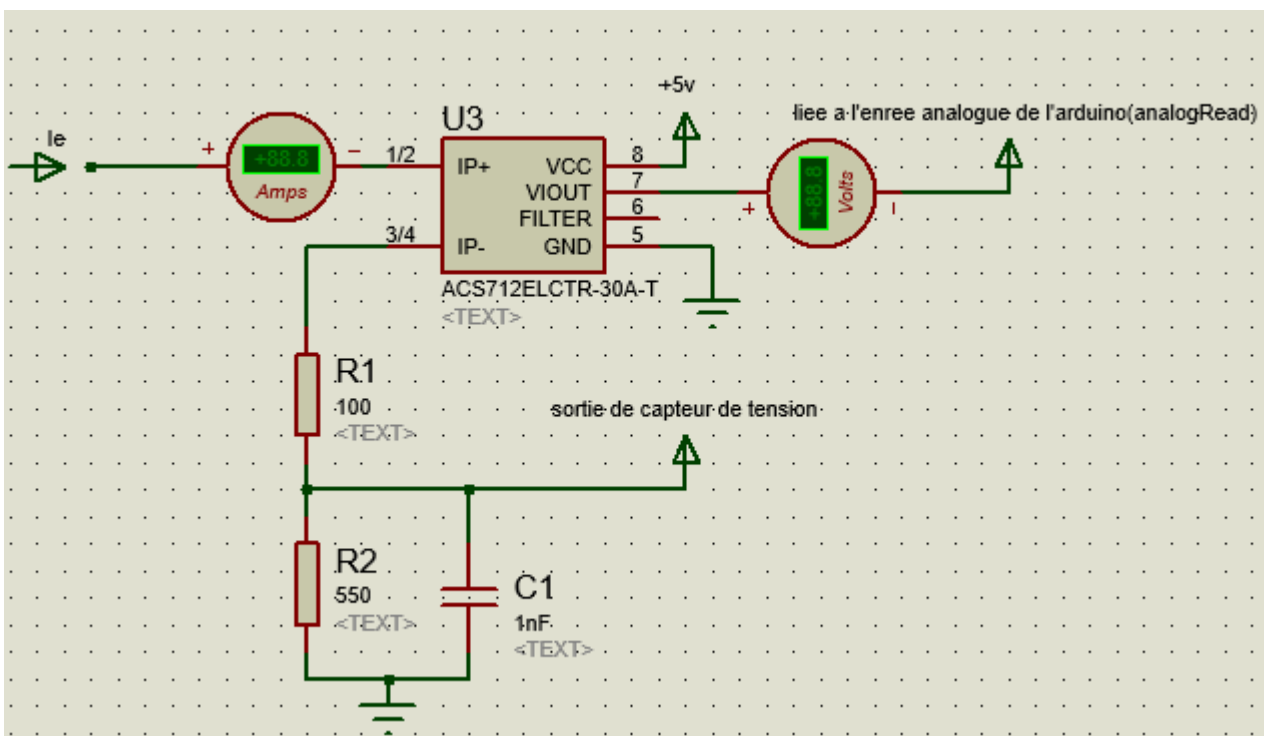 +5v
liee a l'enree analogue de l'arduino(analogRead)
Ie
U3
+88.8
Amps
+
−
1/2
3/4
IP+
IP-
VCC
VIOUT
FILTER
GND
8
7
6
5
+88.8
Volts
+
ACS712ELCTR-30A-T
<TEXT>
R1
100
<TEXT>
sortie de capteur de tension
R2
550
<TEXT>
C1
1nF
<TEXT>